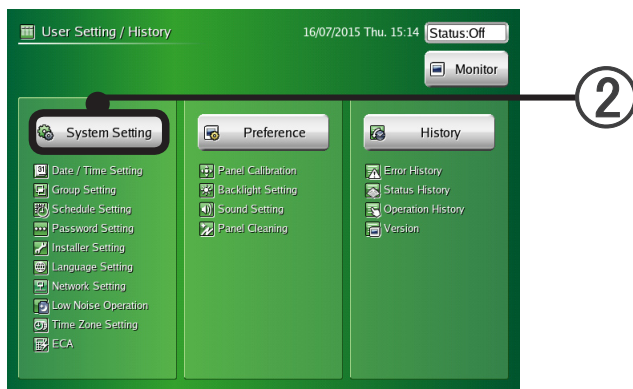 User Setting / History
16/07/2015 Thu. 15:14
Status:Off
Monitor
2
System Setting
Date / Time Setting
Group Setting
Schedule Setting
Password Setting
Installer Setting
Language Setting
Network Setting
Low Noise Operation
Time Zone Setting
ECA
Preference
Panel Calibration
Backlight Setting
Sound Setting
Panel Cleaning
History
Error History
Status History
Operation History
Version